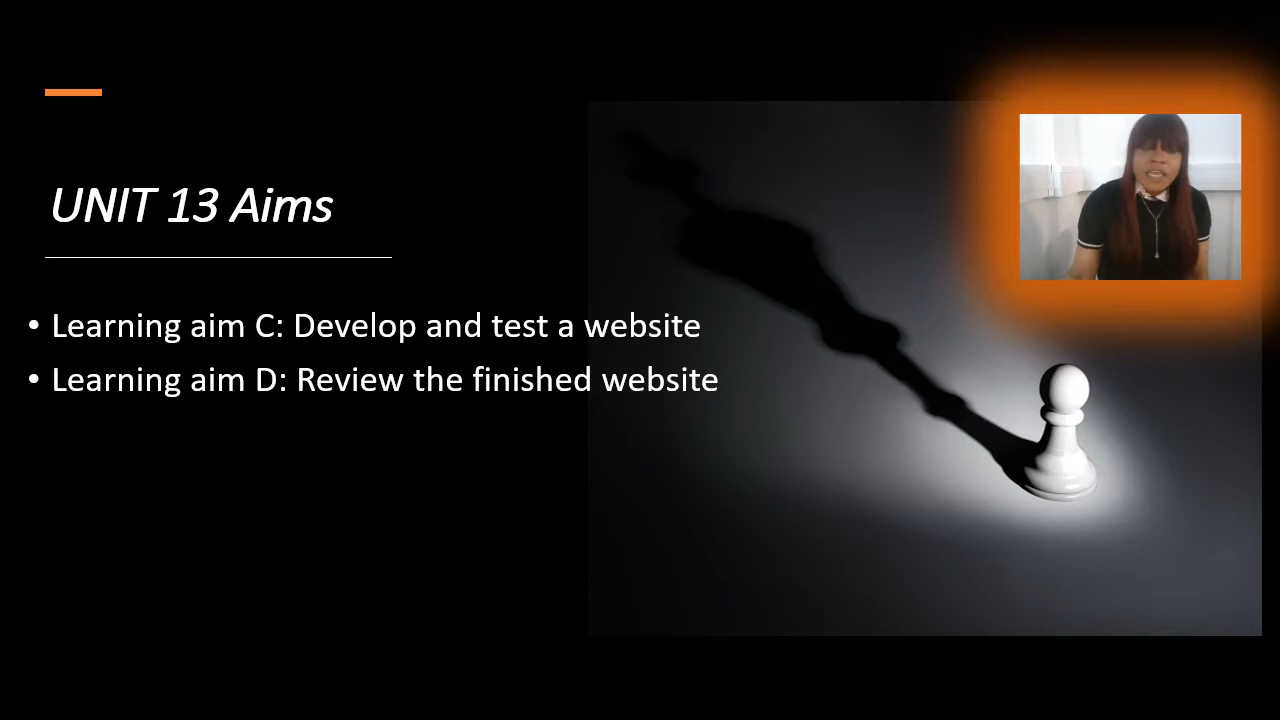 UNIT 13 Aims
• Learning aim C: Develop and test a website
• Learning aim D: Review the finished website